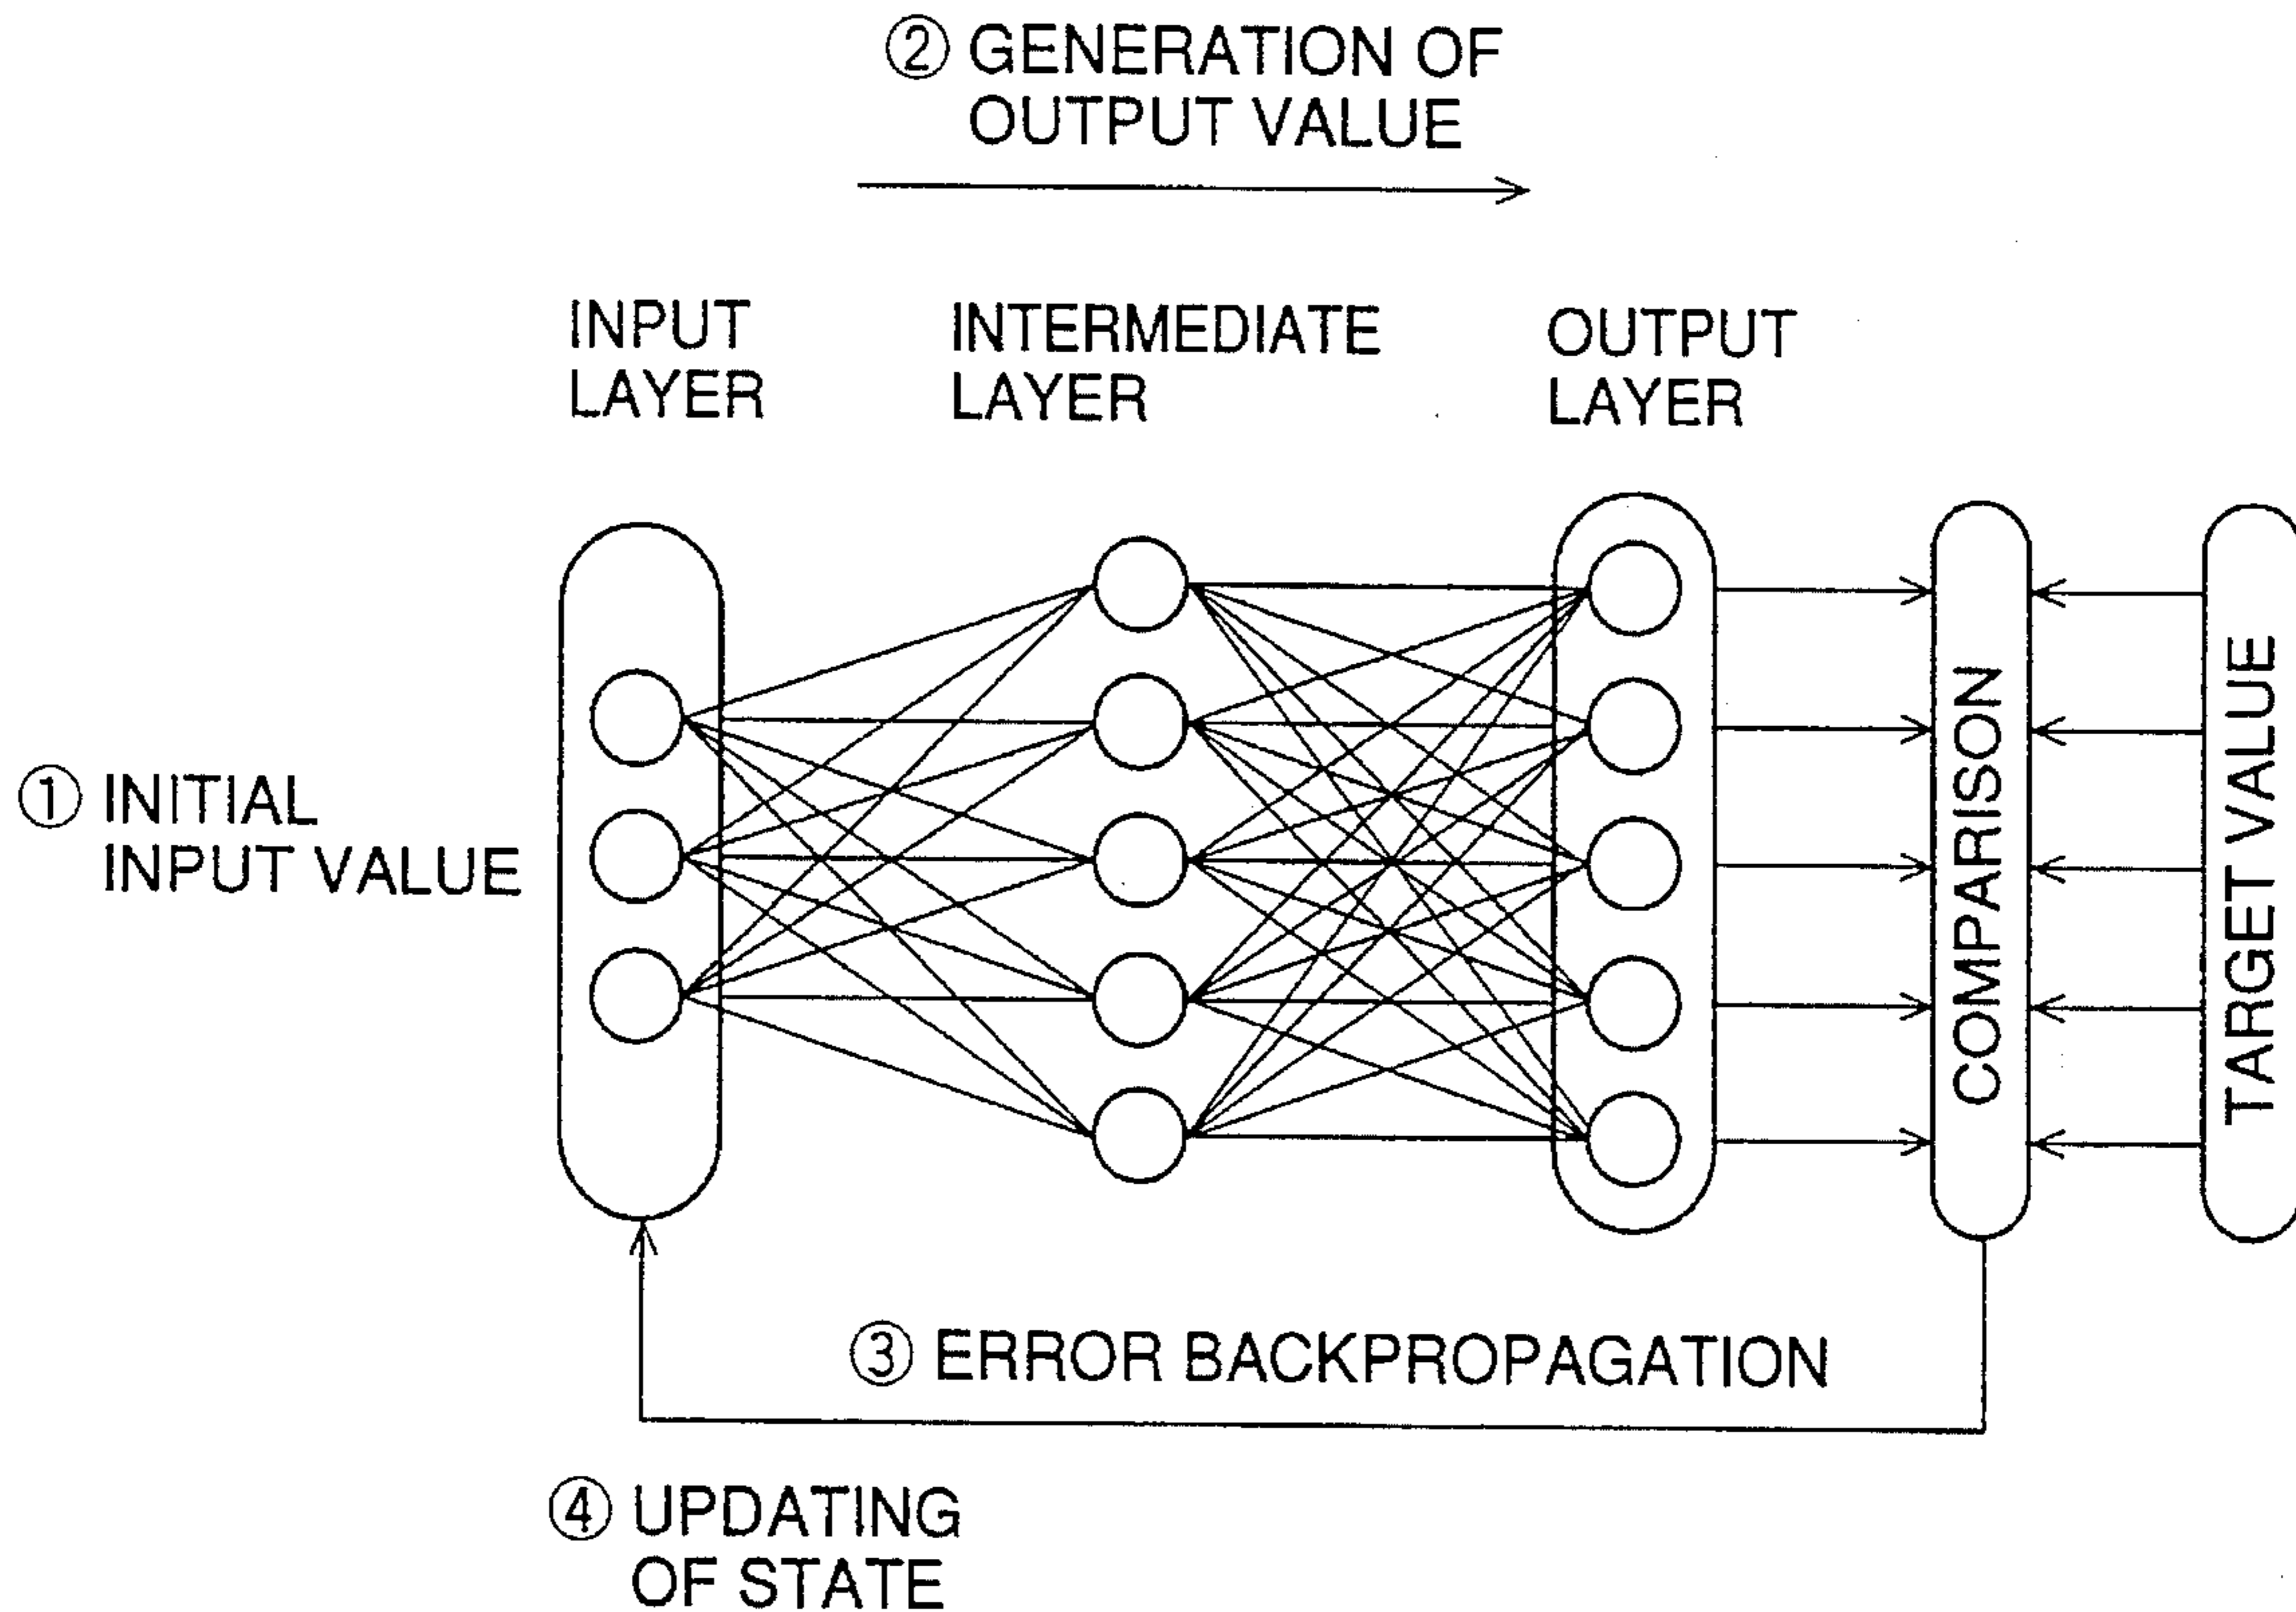 ② GENERATION OF
OUTPUT VALUE
INPUT
LAYER
INTERMEDIATE
LAYER
OUTPUT
LAYER
① INITIAL
INPUT VALUE
COMPARISON
TARGET VALUE
③ ERROR BACKPROPAGATION
④ UPDATING
OF STATE